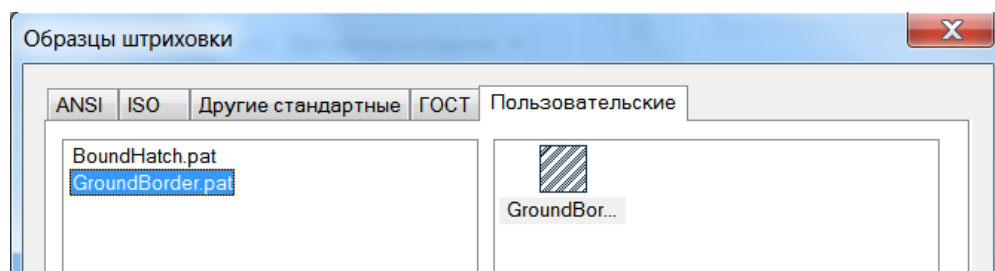 Образцы штриховки
ANSI ISO Другие стандартные ГОСТ Пользовательские
BoundHatch.pat
GroundBorder.pat
GroundBor...